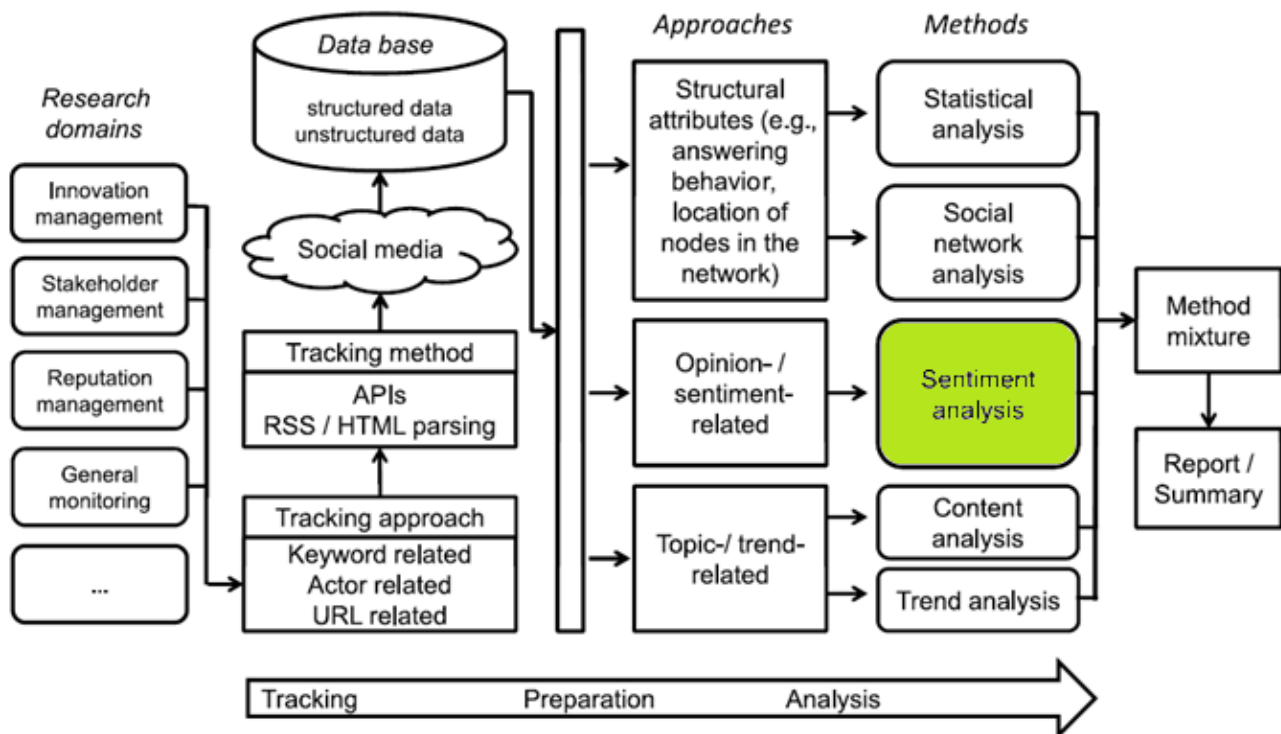 Research
domains
Innovation
management
Stakeholder
management
Reputation
management
General
monitoring
...
Data base
structured data
unstructured data
Social media
Tracking method
APIs
RSS / HTML parsing
Tracking approach
Keyword related
Actor related
URL related
Approaches
Structural
attributes (e.g.,
answering
behavior,
location of
nodes in the
network)
Opinion- /
sentiment-
related
Topic-/ trend-
related
Methods
Statistical
analysis
Social
network
analysis
Sentiment
analysis
Content
analysis
Trend analysis
Method
mixture
Report /
Summary
Tracking
Preparation
Analysis